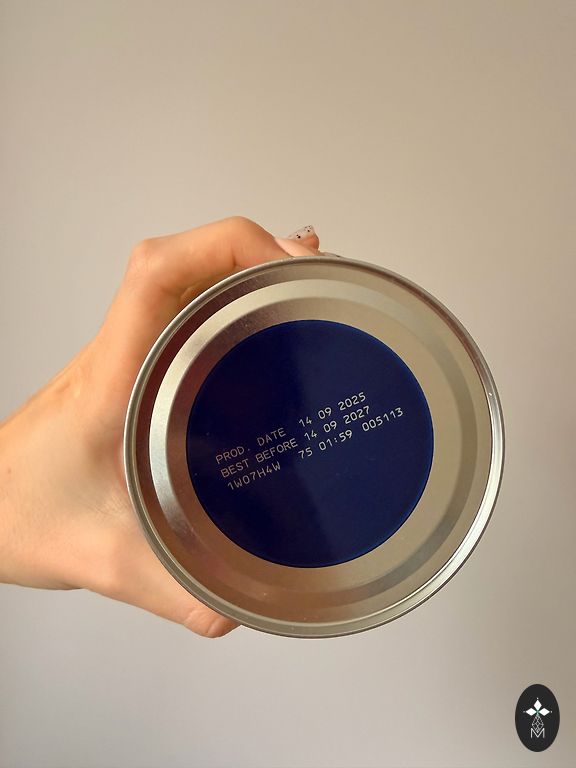 PROD. DATE 14 09 2025
BEST BEFORE 14 09 2027
1W07H4W 75 01:59 005113
M